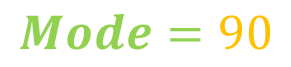 Mode = 90